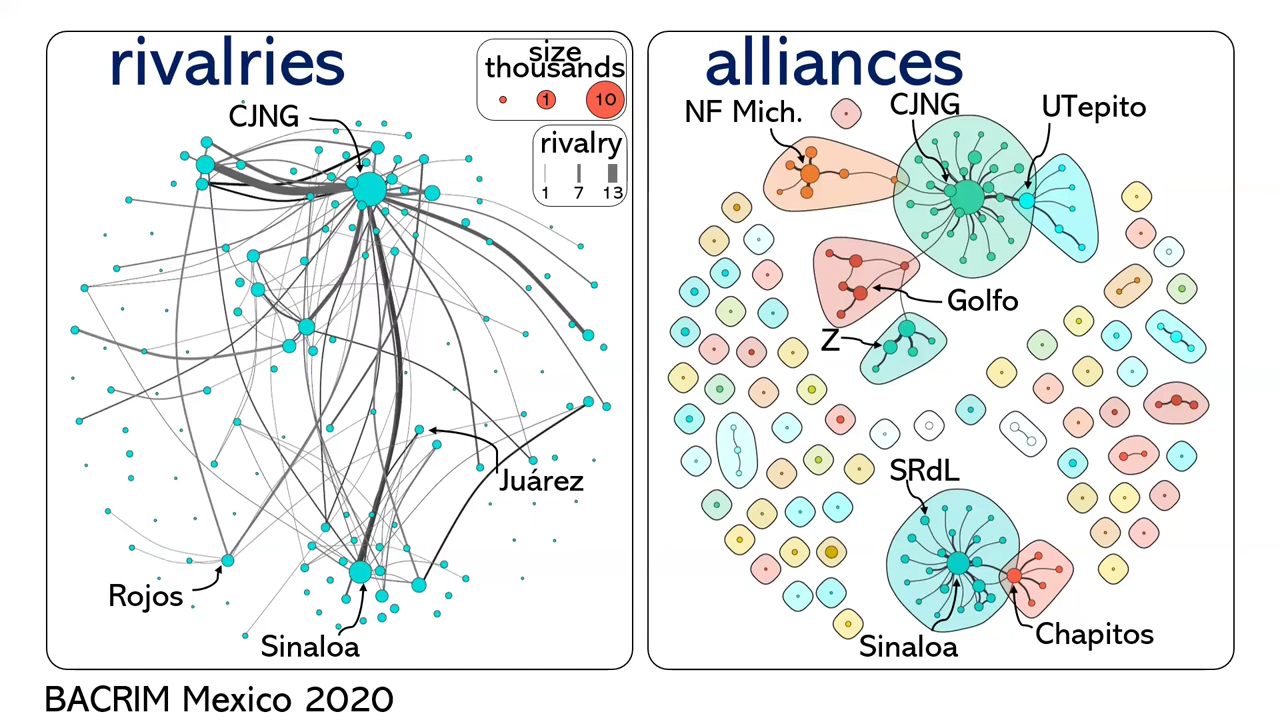 rivalries
size
thousands
1
10
rivalry
1
7
13
CJNG
Juárez
Rojos
Sinaloa
alliances
NF Mich.
CJNG
UTepito
Golfo
Z
SRdL
Sinaloa
Chapitos
BACRIM Mexico 2020